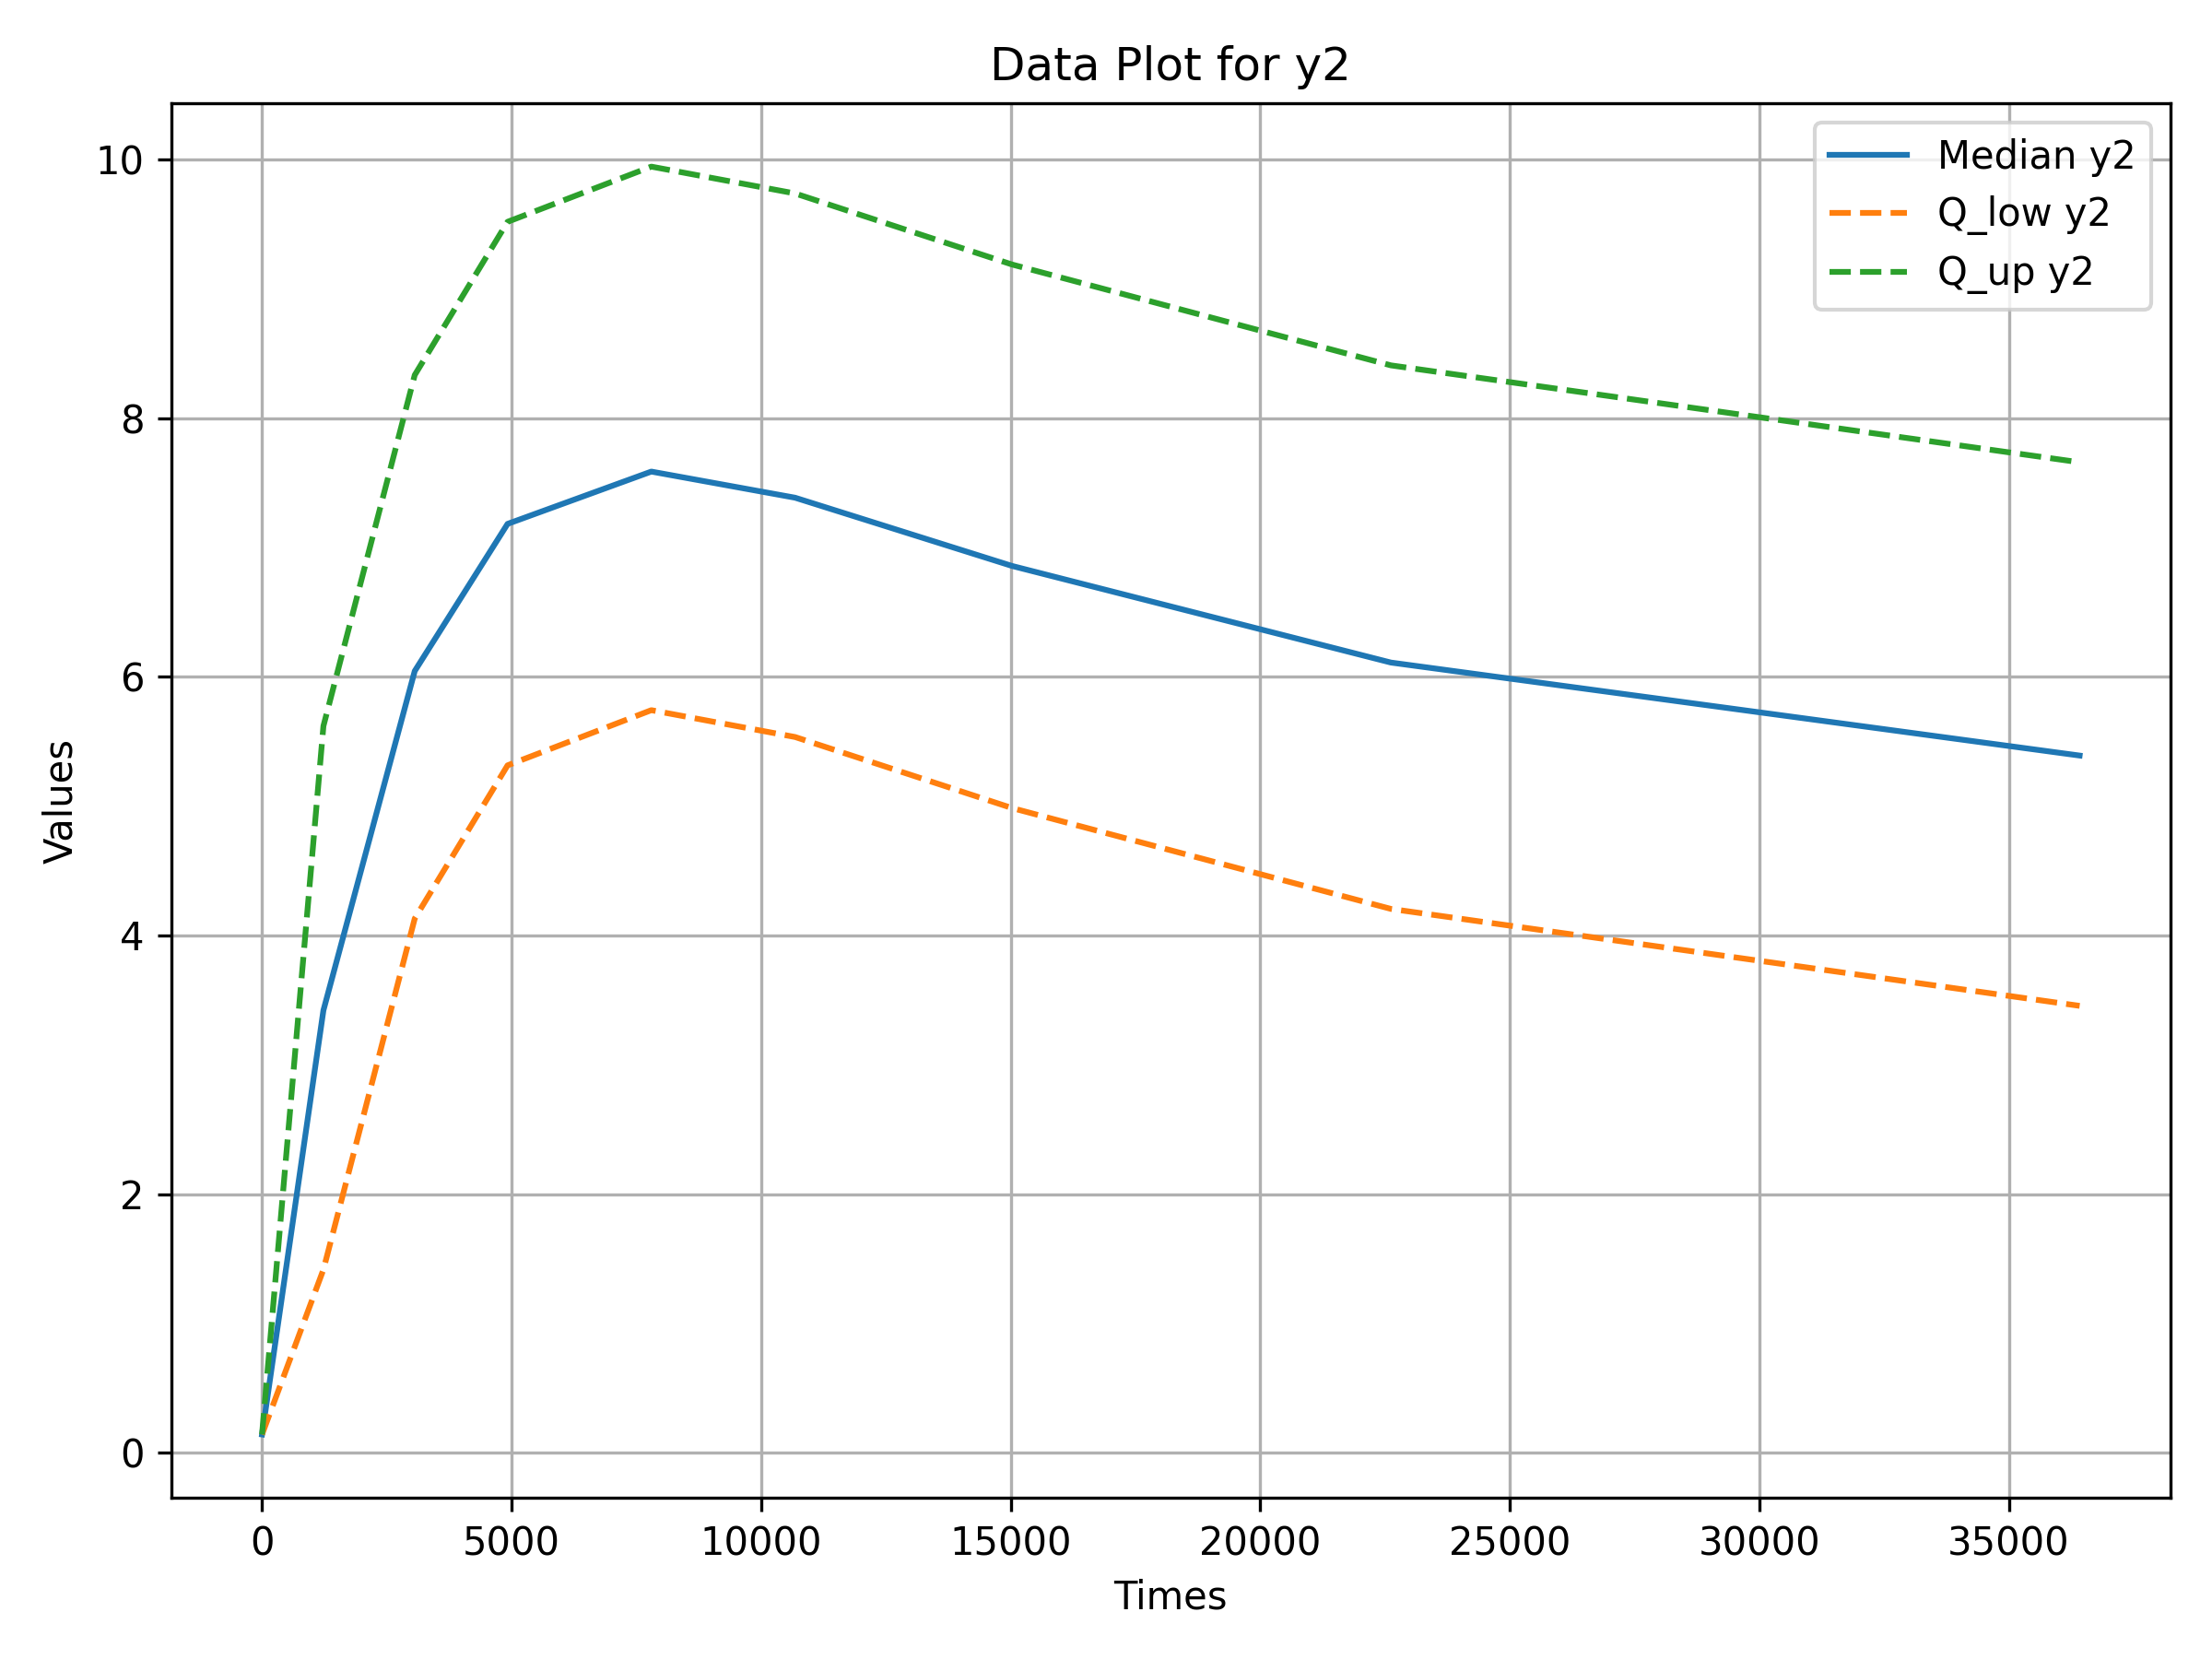 Data Plot for y2
Median y2
Q_low y2
Q_up y2
10
8
6
4
2
0
Values
0 5000 10000 15000 20000 25000 30000 35000
Times